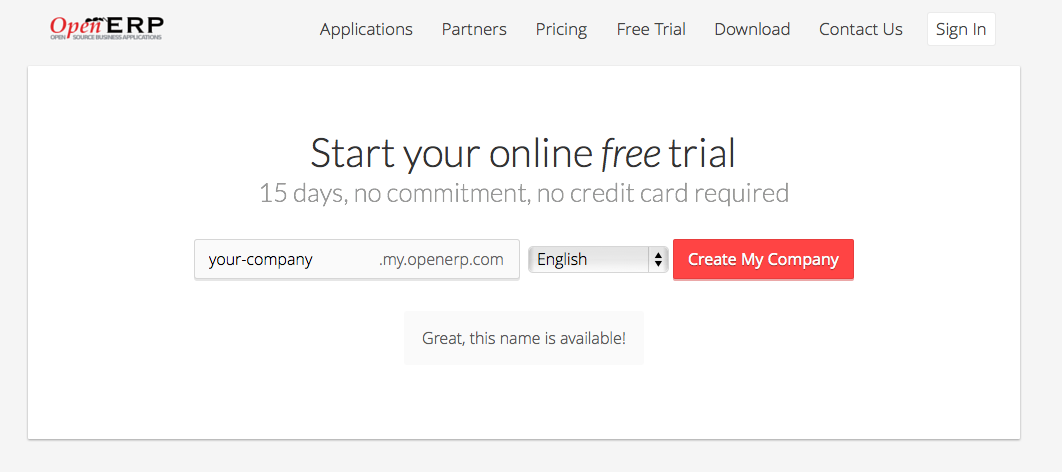 OpenERP
OPEN SOURCE BUSINESS APPLICATIONS
Applications Partners Pricing Free Trial Download Contact Us Sign In
Start your online free trial
15 days, no commitment, no credit card required
your-company .my.openerp.com English Create My Company
Great, this name is available!